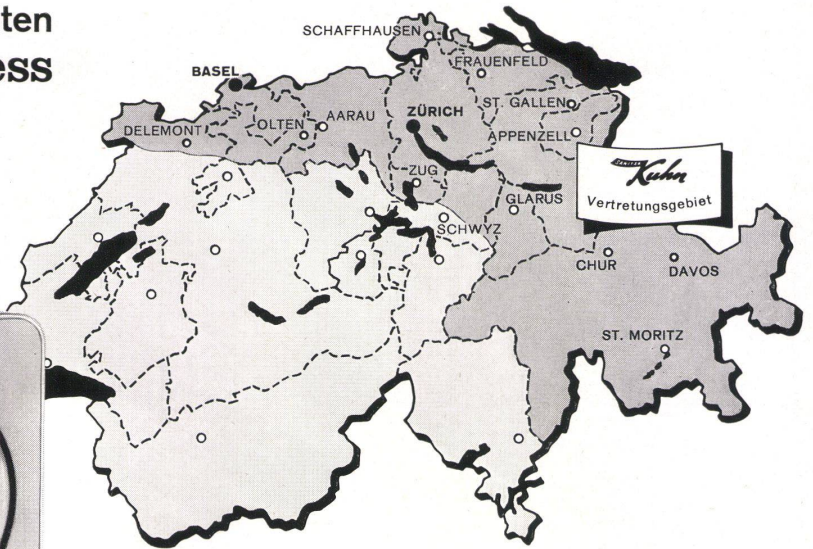 ten
ess
SCHAFFHAUSEN
FRAUENFELD
BASEL
ST. GALLEN
ZÜRICH
AARAU
OLTEN
DELEMONT
APPENZELL
SANITÄR
Kuhn
Vertretungsgebiet
ZUG
GLARUS
SCHWYZ
CHUR
DAVOS
ST. MORITZ